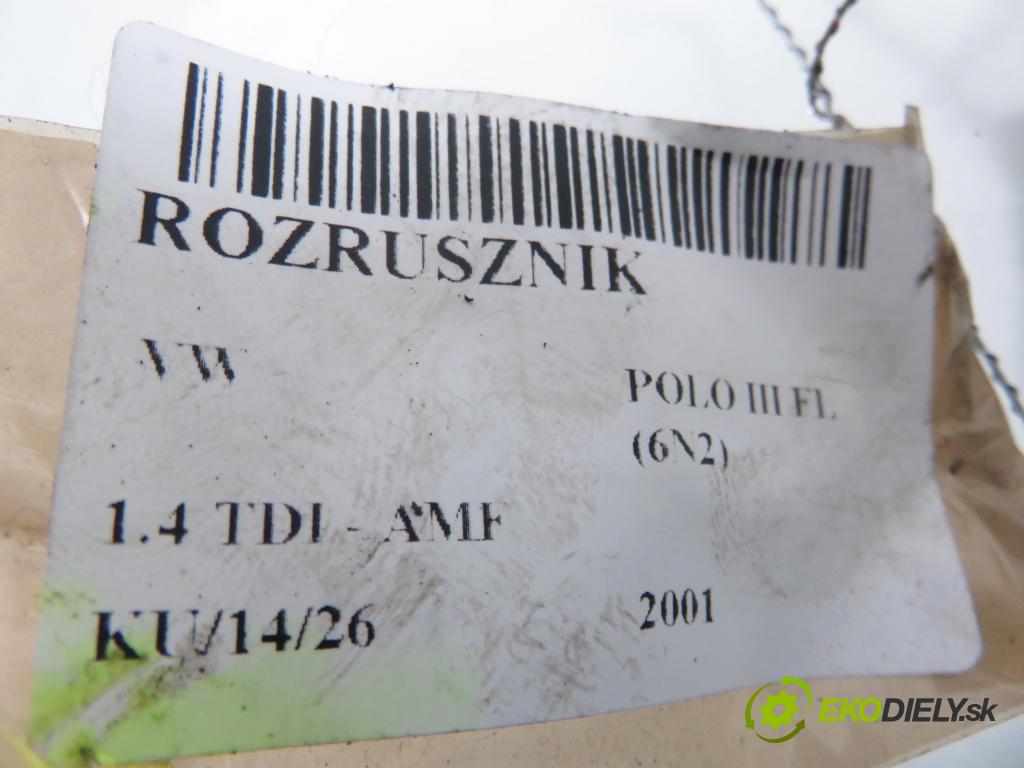 ROZRUSZNIK
VW
POLO III FL
(6N2)
1.4 TDI - AMF
KU/14/26
2001
EKODIELY.sk